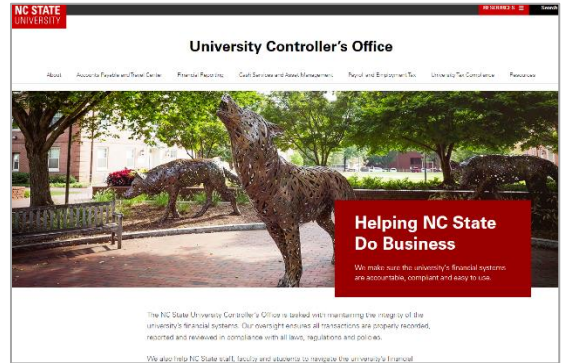 NC STATE
UNIVERSITY
RESOURCES
Search
University Controller's Office
About Accounts Payable and Travel Center Financial Reporting Cash Services and Asset Management Payroll and Employment Tax University Tax Compliance Resources
Helping NC State
Do Business
We make sure the university's financial systems
are accountable, compliant and easy to use.
The NC State University Controller's Office is tasked with maintaining the integrity of the
university's financial systems. Our oversight ensures all transactions are properly recorded,
reported and reviewed in compliance with all laws, regulations and policies.
We also help NC State staff, faculty and students to navigate the university's financial